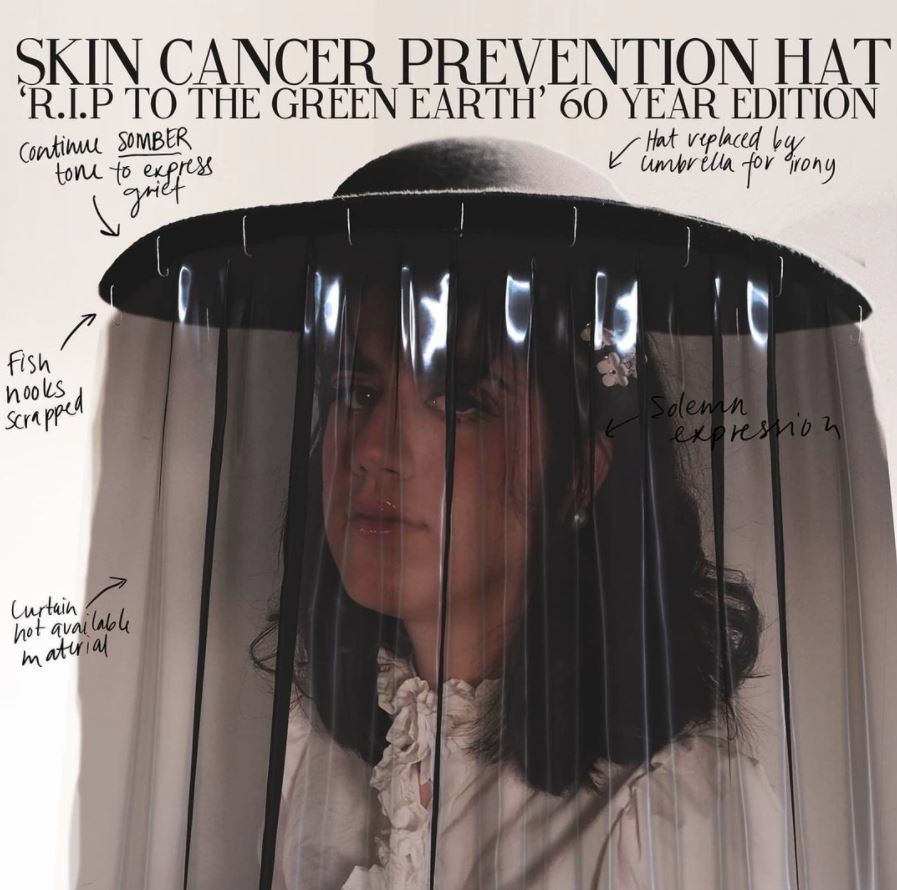 SKIN CANCER PREVENTION HAT
'R.I.P TO THE GREEN EARTH' 60 YEAR EDITION
Continue SOMBER
tone to express
grief
Hat replaced by
umbrella for irony
Fish
hooks
scrapped
Solemn
expression
Curtain
not available
material